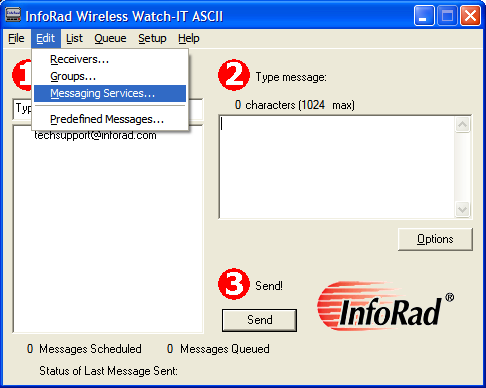 InfoRad Wireless Watch-IT ASCII
File Edit List Queue Setup Help
Receivers...
Groups...
Messaging Services...
Predefined Messages...
1
Typ
techsupport@inforad.com
2 Type message:
0 characters (1024 max)
Options
3 Send!
Send
InfoRad ®
0 Messages Scheduled 0 Messages Queued
Status of Last Message Sent: